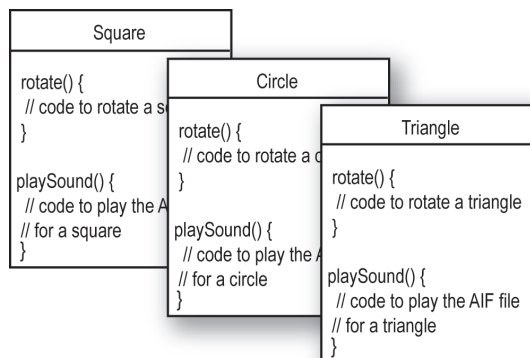 Square
rotate() {
// code to rotate a
}
playSound() {
// code to play the
// for a square
}
Circle
rotate() {
// code to rotate a
}
playSound() {
// code to play the
// for a circle
}
Triangle
rotate() {
// code to rotate a triangle
}
playSound() {
// code to play the AIF file
// for a triangle
}